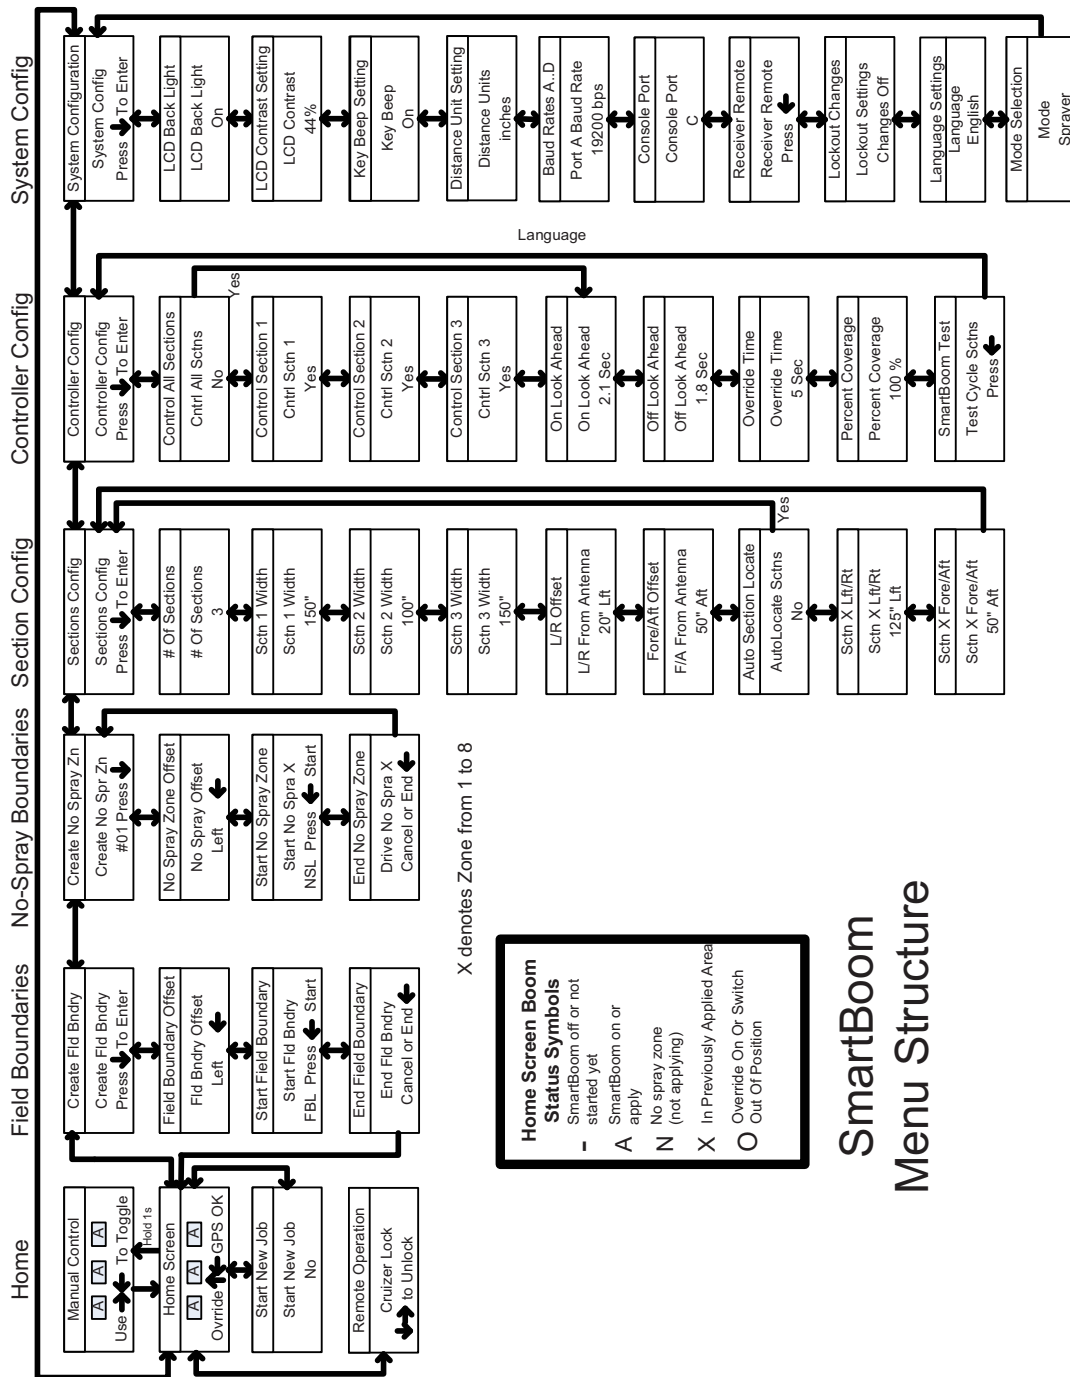 Home
Manual Control
A A A
Use To Toggle
Hold 1s
Home Screen
A A A
Ovrride GPS OK
Start New Job
Start New Job
No
Remote Operation
Cruizer Lock
to Unlock
Field Boundaries
Create Fld Bndry
Create Fld Bndry
Press To Enter
Field Boundary Offset
Fld Bndry Offset
Left
Start Field Boundary
Start Fld Bndry
FBL Press Start
End Field Boundary
End Fld Bndry
Cancel or End
No-Spray Boundaries
Create No Spray Zn
Create No Spr Zn
#01 Press
No Spray Zone Offset
No Spray Offset
Left
Start No Spray Zone
Start No Spra X
NSL Press Start
End No Spray Zone
Drive No Spra X
Cancel or End
X denotes Zone from 1 to 8
Section Config
Sections Config
Sections Config
Press To Enter
# Of Sections
# Of Sections
3
Sctn 1 Width
Sctn 1 Width
150"
Sctn 2 Width
Sctn 2 Width
100"
Sctn 3 Width
Sctn 3 Width
150"
L/R Offset
L/R From Antenna
20" Lft
Fore/Aft Offset
F/A From Antenna
50" Aft
Auto Section Locate
AutoLocate Sctns
No
Yes
Sctn X Lft/Rt
Sctn X Lft/Rt
125" Lft
Sctn X Fore/Aft
Sctn X Fore/Aft
50" Aft
Controller Config
Controller Config
Controller Config
Press To Enter
Control All Sections
Cntrl All Sctns
No
Yes
Control Section 1
Cntrl Sctn 1
Yes
Control Section 2
Cntrl Sctn 2
Yes
Control Section 3
Cntrl Sctn 3
Yes
On Look Ahead
On Look Ahead
2.1 Sec
Off Look Ahead
Off Look Ahead
1.8 Sec
Override Time
Override Time
5 Sec
Percent Coverage
Percent Coverage
100 %
SmartBoom Test
Test Cycle Sctns
Press
Language
System Config
System Configuration
System Config
Press To Enter
LCD Back Light
LCD Back Light
On
LCD Contrast Setting
LCD Contrast
44%
Key Beep Setting
Key Beep
On
Distance Unit Setting
Distance Units
inches
Baud Rates A..D
Port A Baud Rate
19200 bps
Console Port
Console Port
C
Receiver Remote
Receiver Remote
Press
Lockout Changes
Lockout Settings
Changes Off
Language Settings
Language
English
Mode Selection
Mode
Sprayer
Home Screen Boom
Status Symbols
- SmartBoom off or not
started yet
A SmartBoom on or
apply
N No spray zone
(not applying)
X In Previously Applied Area
O Override On Or Switch
Out Of Position
SmartBoom
Menu Structure